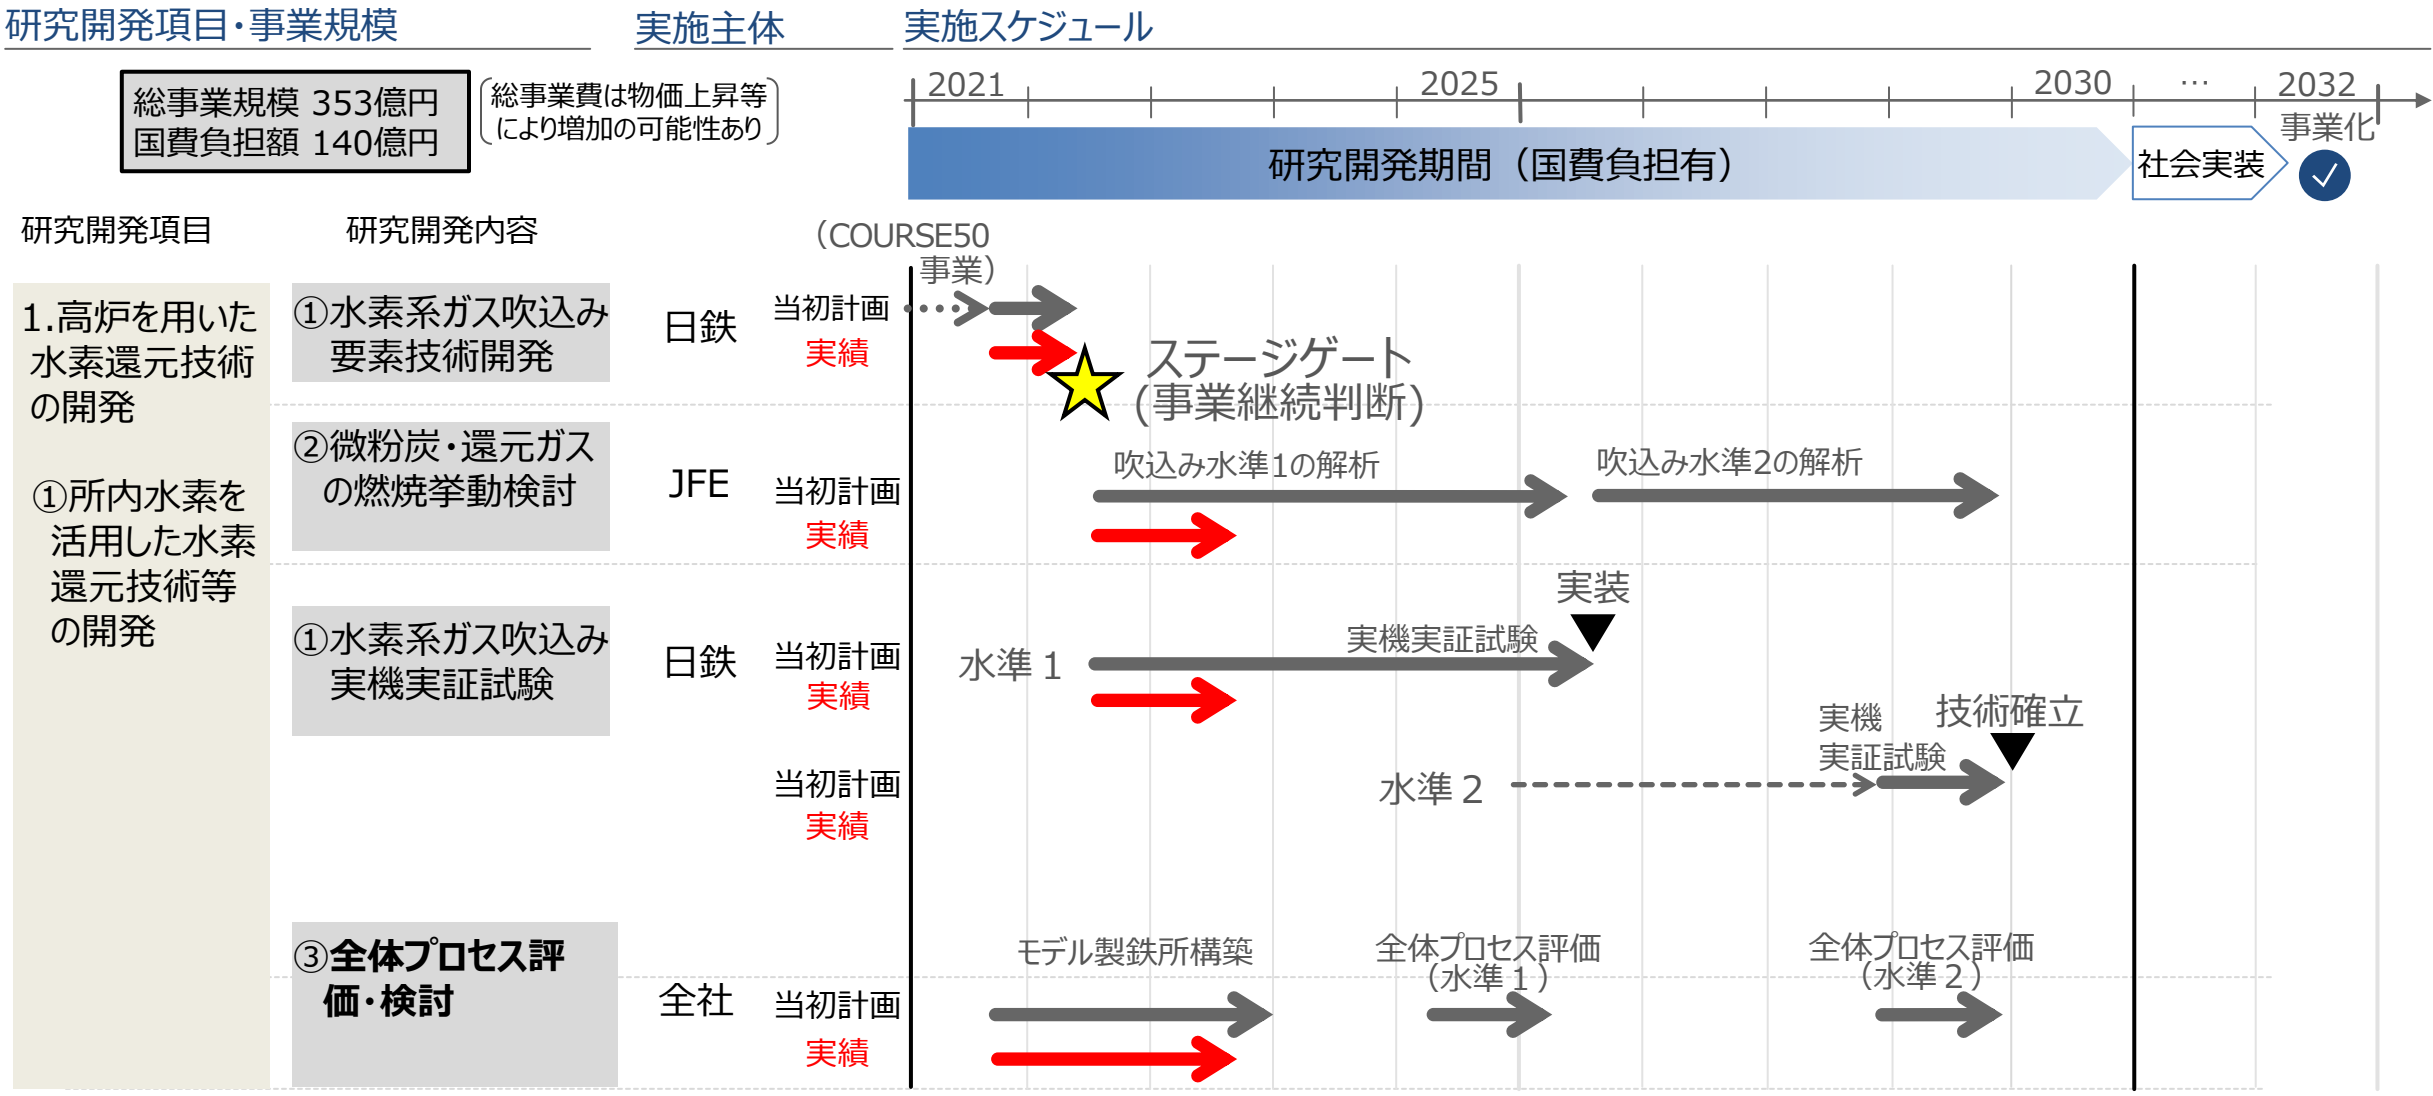 研究開発項目・事業規模
実施主体
実施スケジュール
総事業規模 353億円
国費負担額 140億円
総事業費は物価上昇等
により増加の可能性あり
2021
2025
2030
…
2032
事業化
研究開発期間（国費負担有）
社会実装
研究開発項目
研究開発内容
（COURSE50
事業）
1.高炉を用いた
水素還元技術
の開発
①所内水素を
活用した水素
還元技術等
の開発
①水素系ガス吹込み
要素技術開発
日鉄
当初計画
実績
ステージゲート
(事業継続判断)
②微粉炭・還元ガス
の燃焼挙動検討
JFE
当初計画
実績
吹込み水準1の解析
吹込み水準2の解析
①水素系ガス吹込み
実機実証試験
日鉄
当初計画
実績
水準１
実機実証試験
実装
当初計画
実績
水準２
実機
実証試験
技術確立
③全体プロセス評
価・検討
全社
当初計画
実績
モデル製鉄所構築
全体プロセス評価
（水準１）
全体プロセス評価
（水準２）